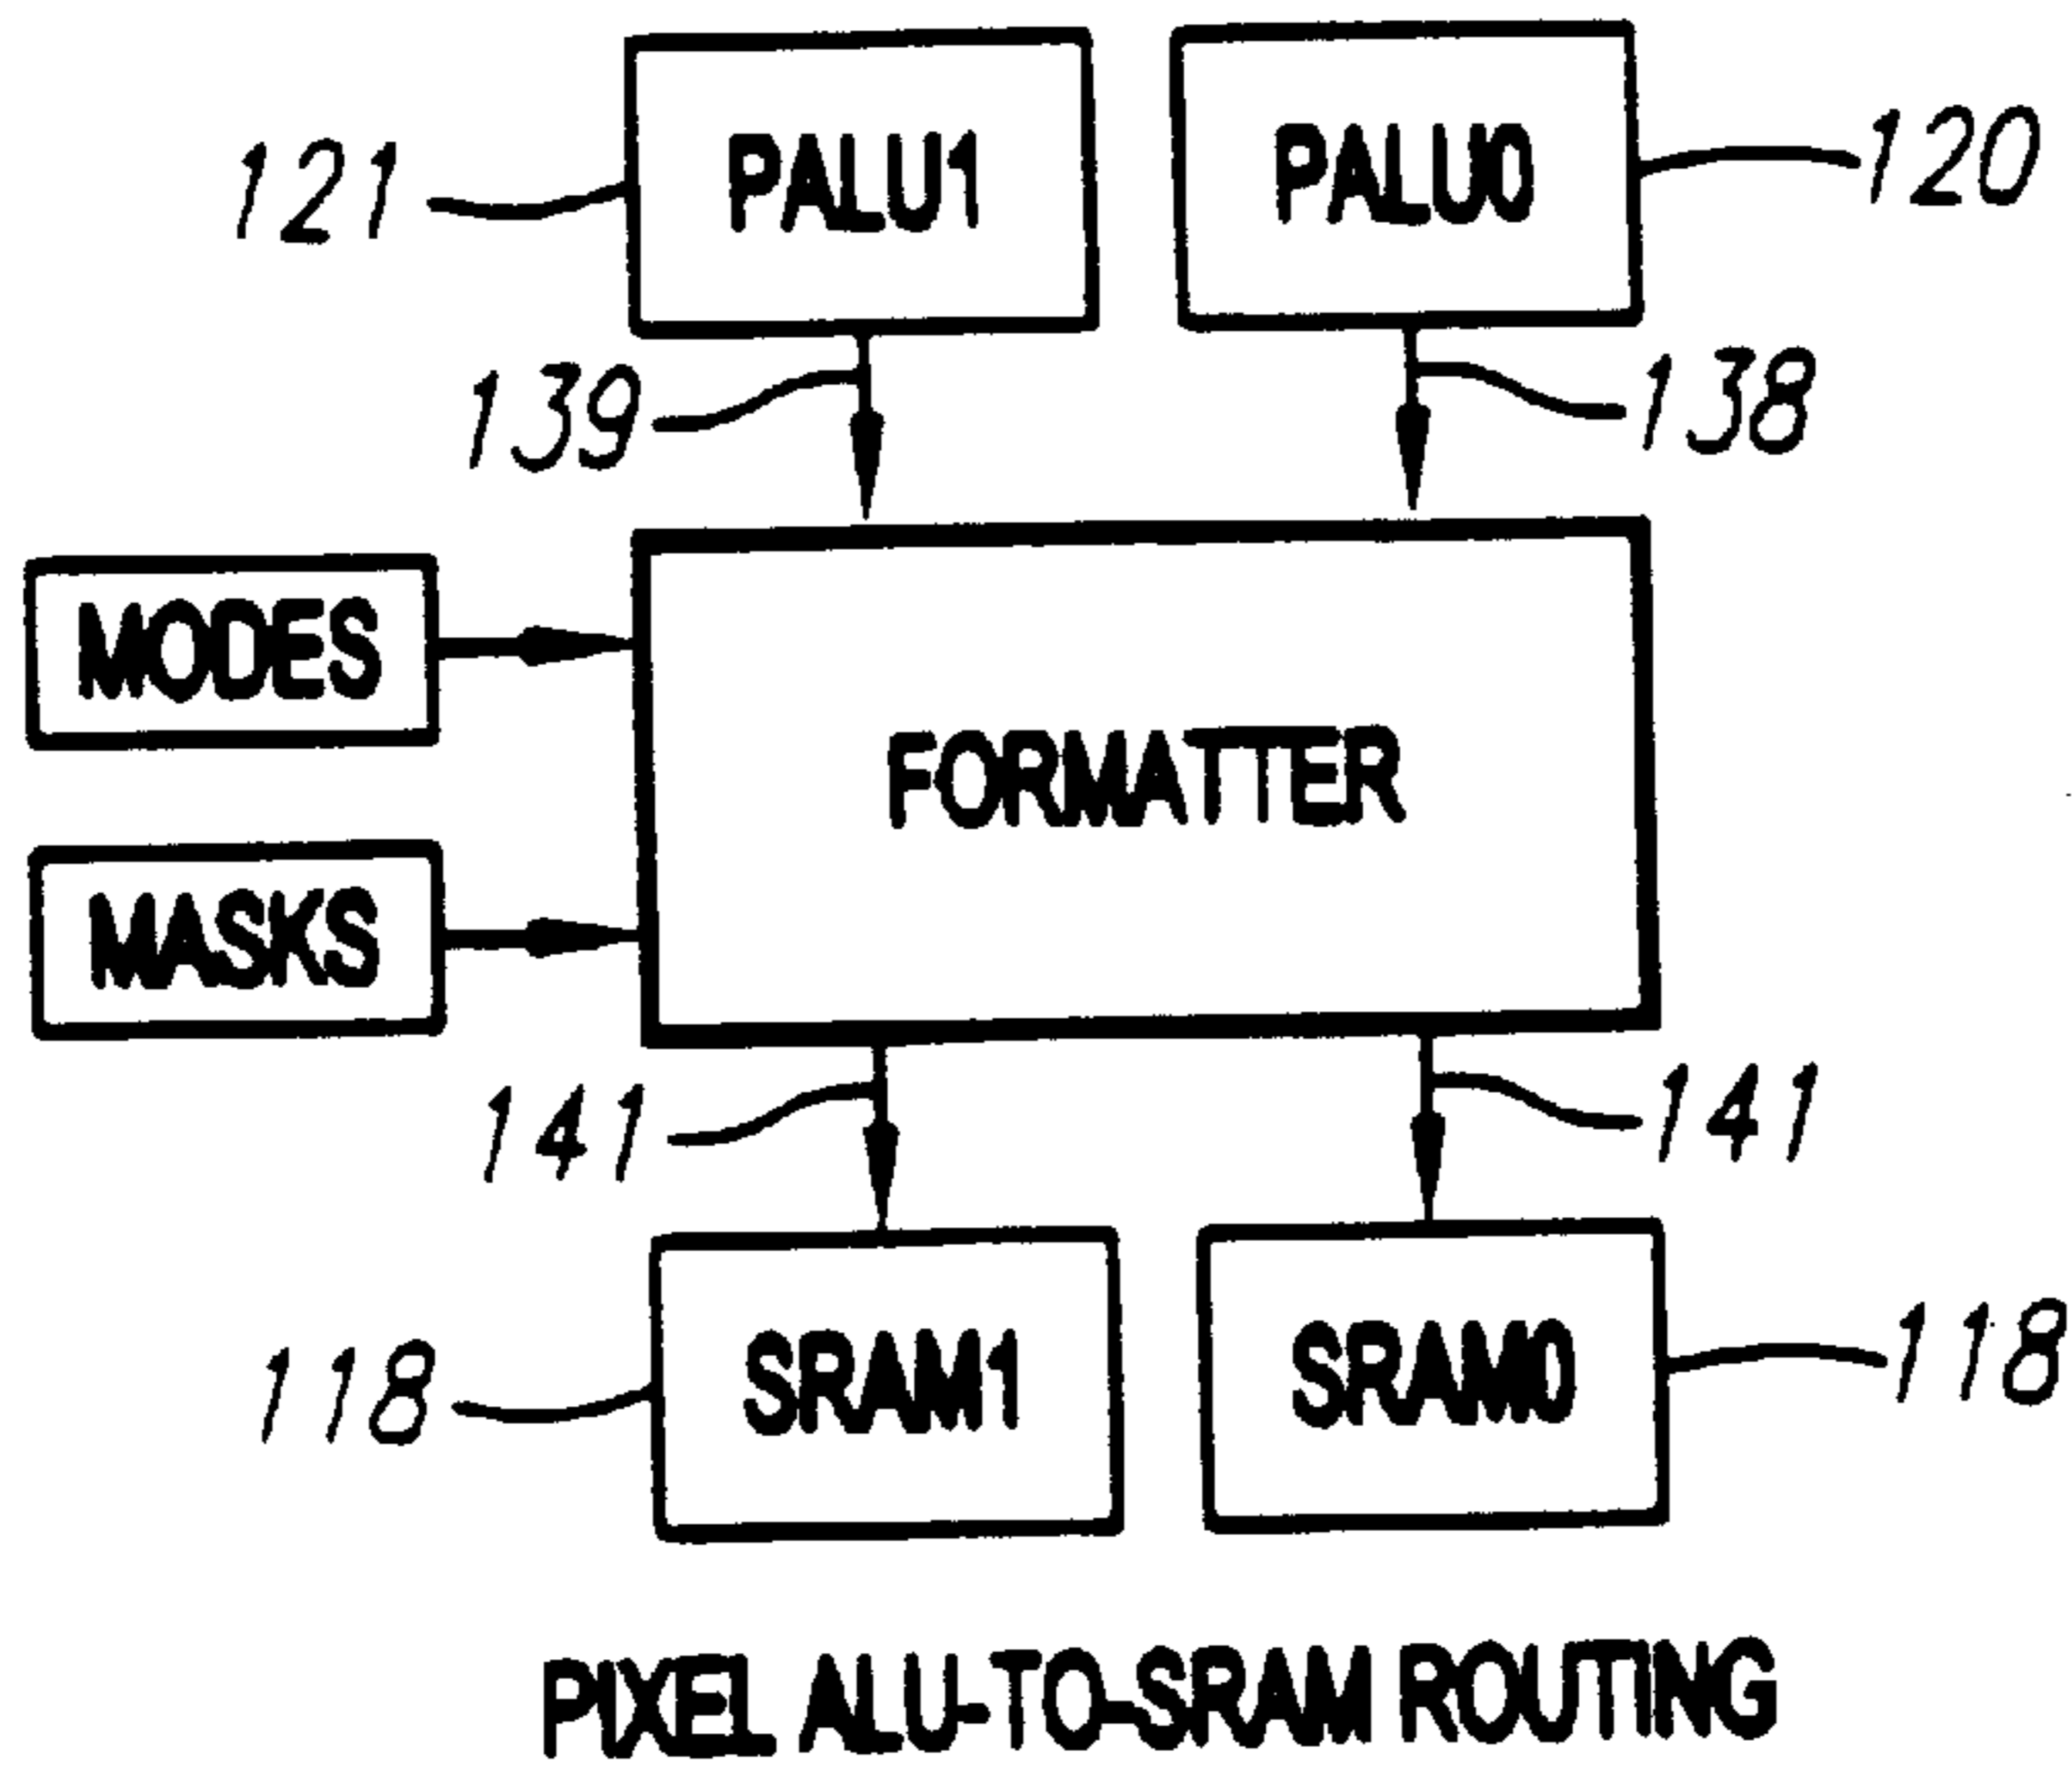 121
PALU1
PALU0
120
139
138
MODES
FORMATTER
MASKS
141
141
118
SRAM1
SRAM0
118
PIXEL ALU-TO-SRAM ROUTING